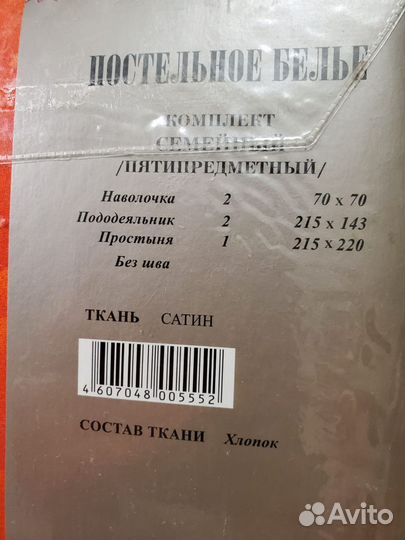 ПОСТЕЛЬНОЕ БЕЛЬЕ
КОМПЛЕКТ
СЕМЕЙНЫЙ
/ПЯТИПРЕДМЕТНЫЙ/
Наволочка 2 70 x 70
Пододеяльник 2 215 x 143
Простыня 1 215 x 220
Без шва
ТКАНЬ САТИН
4 607048 005552
СОСТАВ ТКАНИ Хлопок
Avito